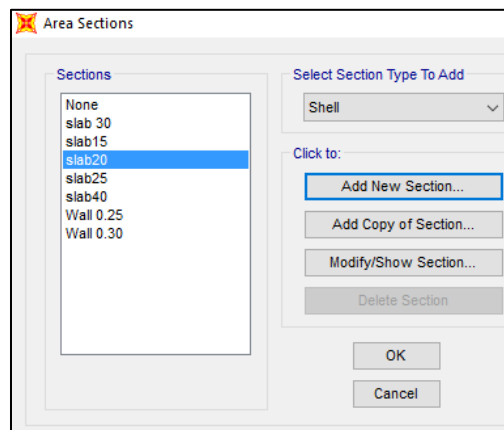 Area Sections
Sections
None
slab 30
slab15
slab20
slab25
slab40
Wall 0.25
Wall 0.30
Select Section Type To Add
Shell
Click to:
Add New Section...
Add Copy of Section...
Modify/Show Section...
Delete Section
OK
Cancel